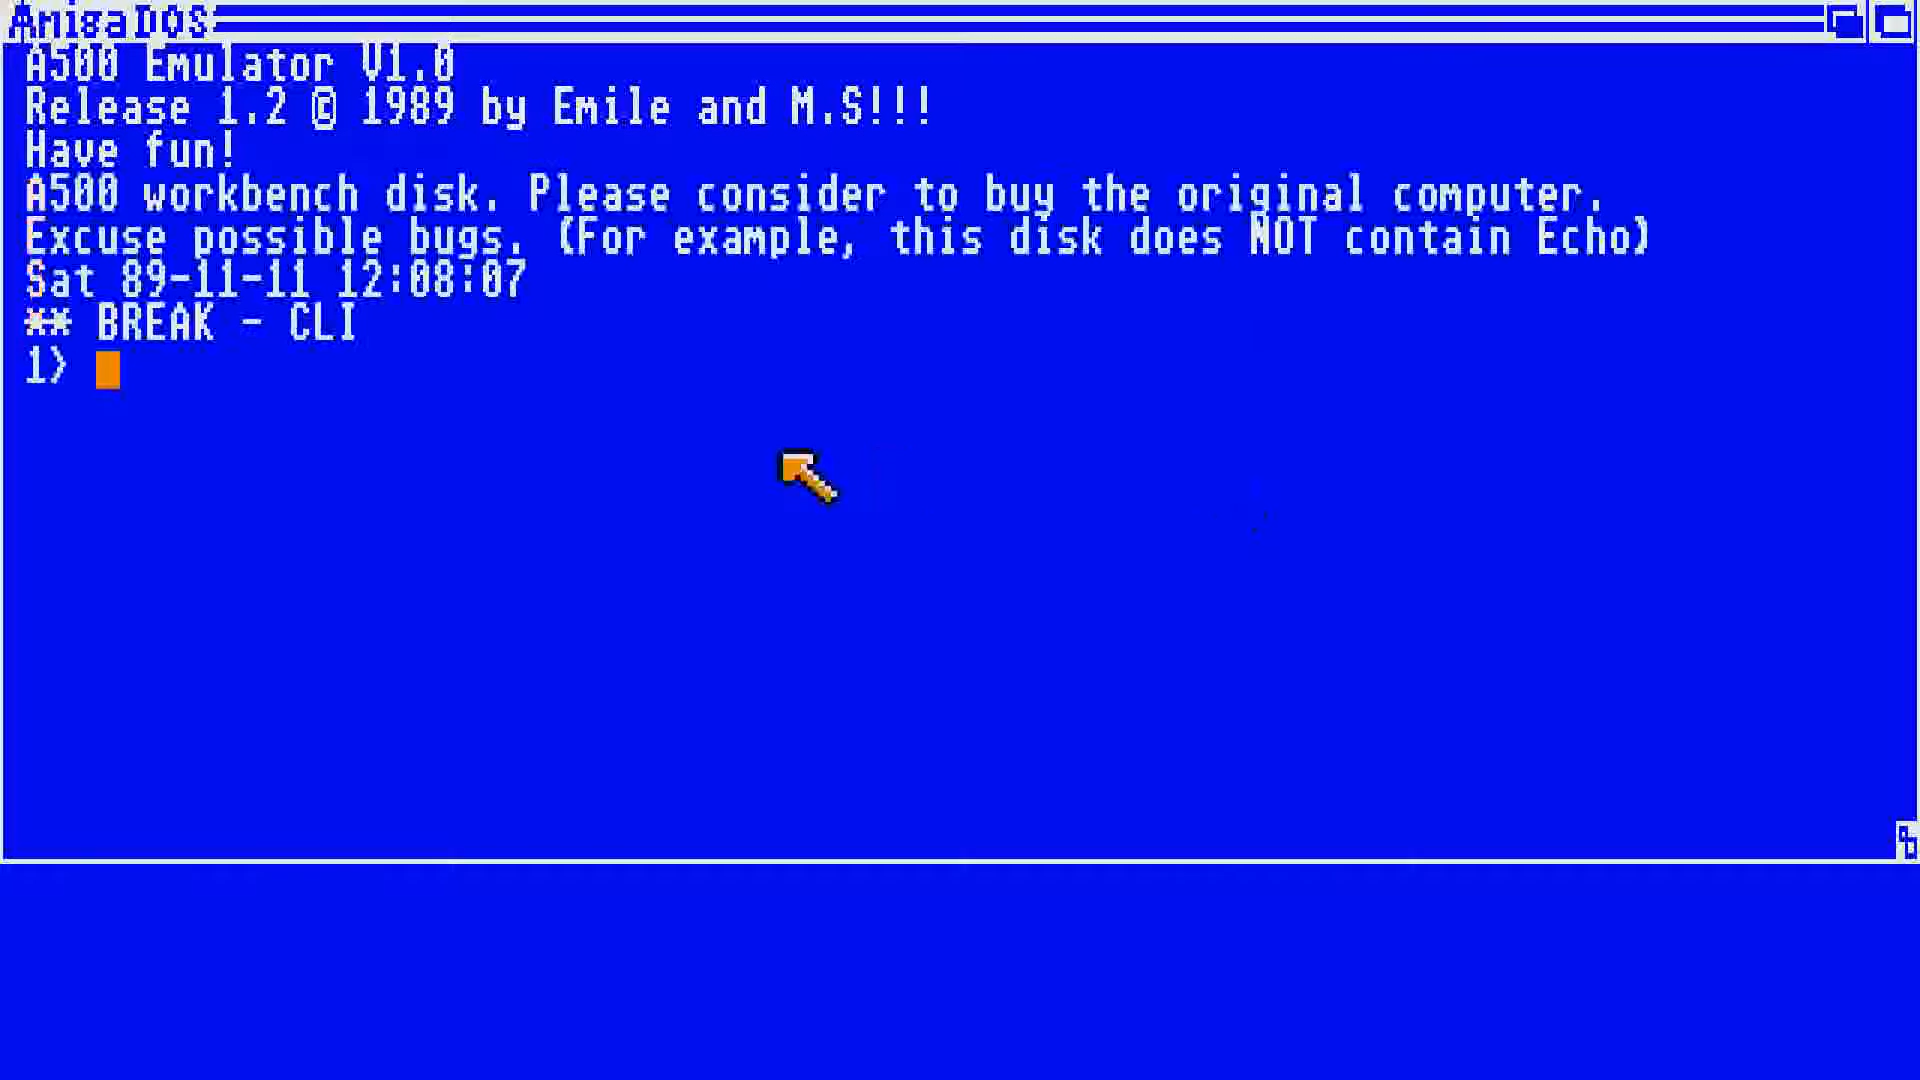 AmigaDOS
A500 Emulator V1.0
Release 1.2 © 1989 by Emile and M.S!!!
Have fun!
A500 workbench disk. Please consider to buy the original computer.
Excuse possible bugs. (For example, this disk does NOT contain Echo)
Sat 89-11-11 12:08:07
** BREAK - CLI
1>